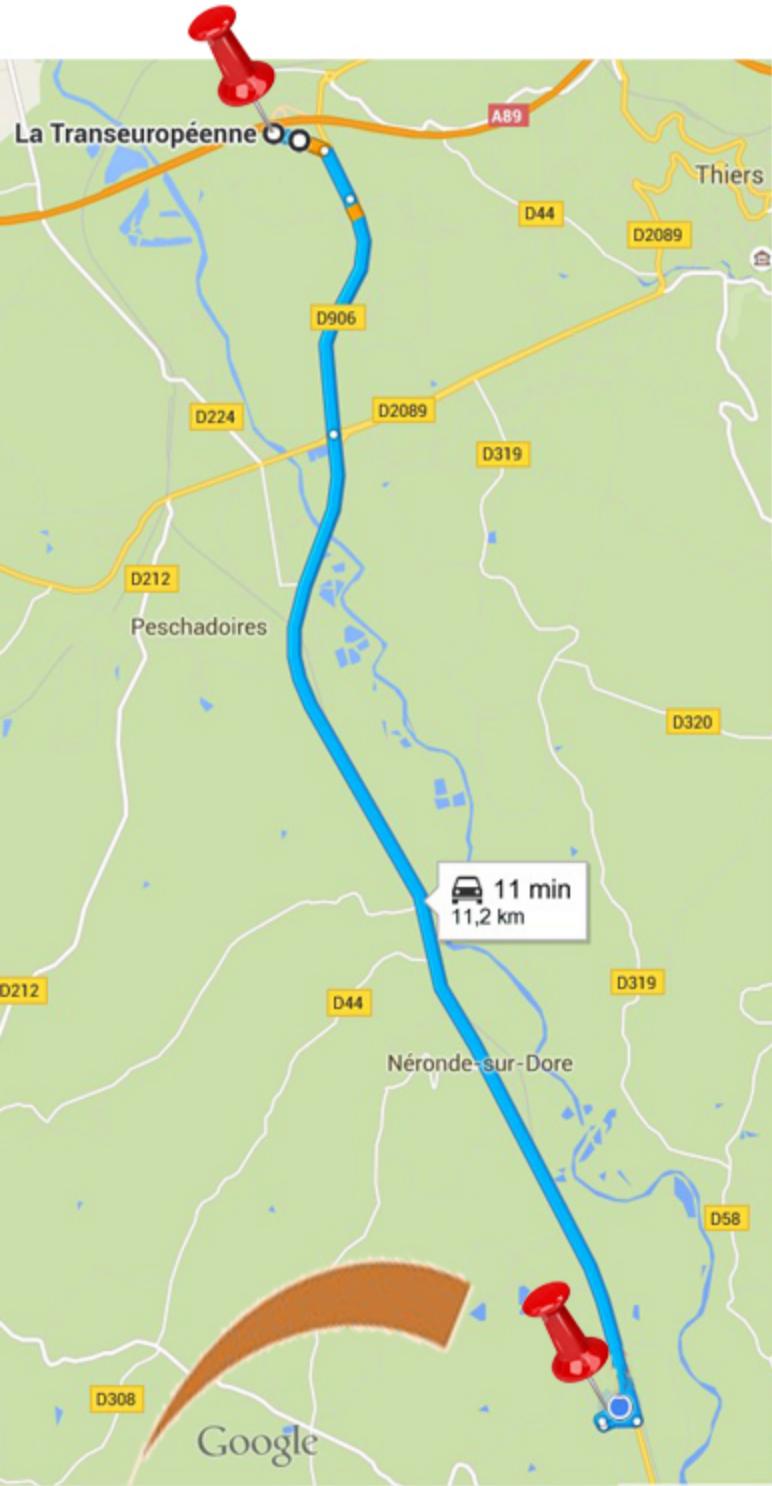 A89
La Transeuropéenne
Thiers
D44
D2089
D906
D2089
D224
D319
D212
Peschadoires
D320
11 min
11,2 km
D319
D212
D44
Néronde-sur-Dore
D58
D308
Google